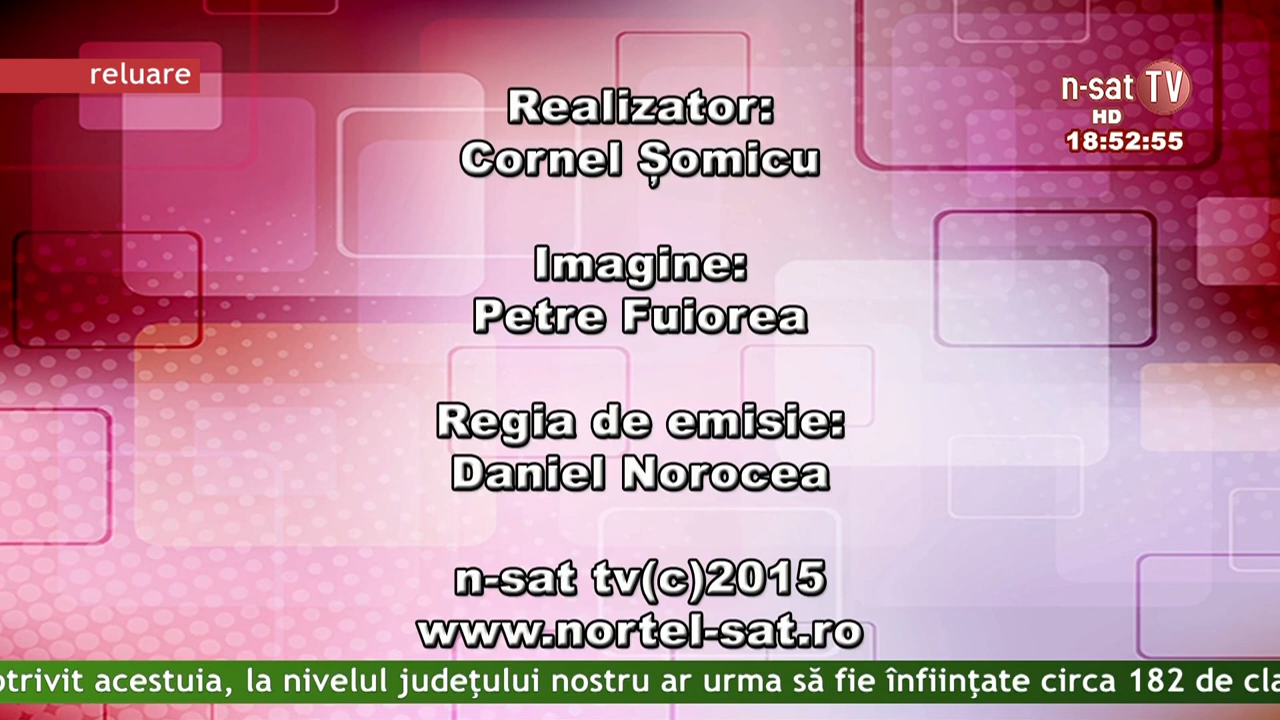 reluare
n-sat TV
HD
18:52:55
Realizator:
Cornel Șomicu
Imagine:
Petre Fuiorea
Regia de emisie:
Daniel Norocea
n-sat tv(c)2015
www.nortel-sat.ro
otrivit acestuia, la nivelul județului nostru ar urma să fie înființate circa 182 de cla